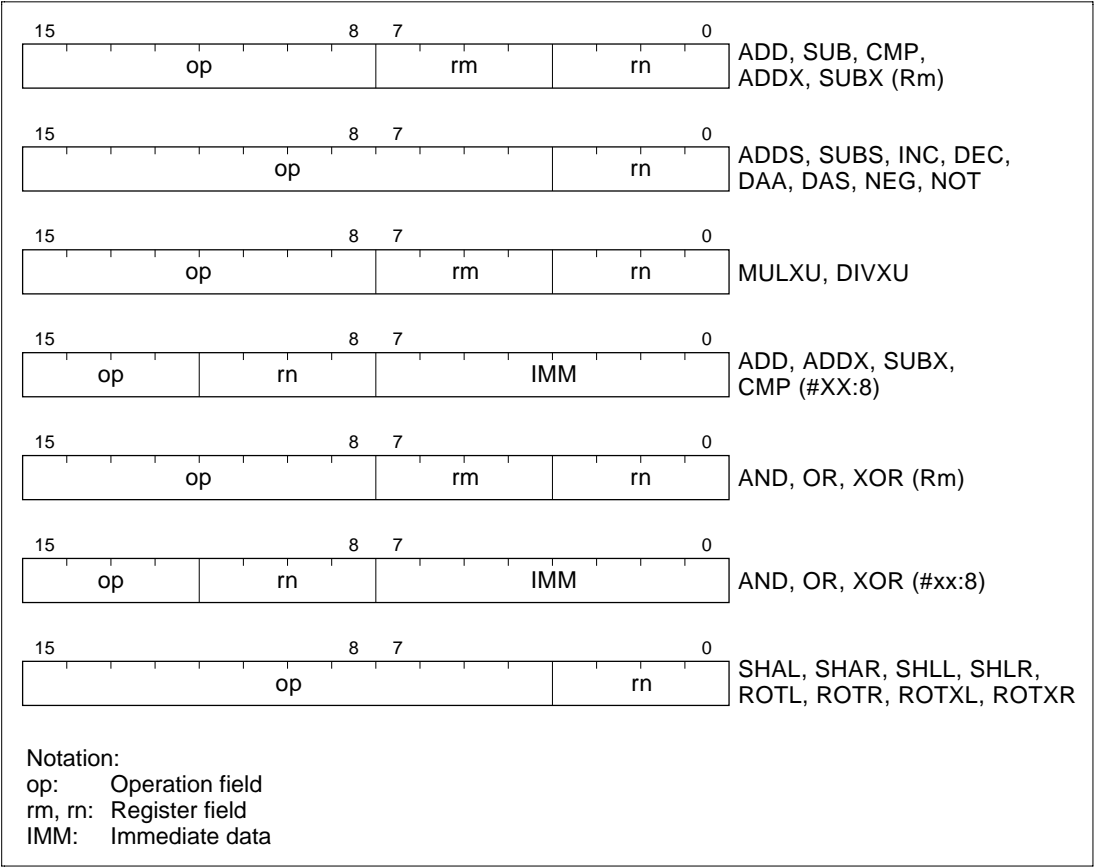 15 8 7 0
op rm rn
ADD, SUB, CMP,
ADDX, SUBX (Rm)
15 8 7 0
op rn
ADDS, SUBS, INC, DEC,
DAA, DAS, NEG, NOT
15 8 7 0
op rm rn MULXU, DIVXU
15 8 7 0
op rn IMM
ADD, ADDX, SUBX,
CMP (#XX:8)
15 8 7 0
op rm rn AND, OR, XOR (Rm)
15 8 7 0
op rn IMM AND, OR, XOR (#xx:8)
15 8 7 0
op rn
SHAL, SHAR, SHLL, SHLR,
ROTL, ROTR, ROTXL, ROTXR
Notation:
op: Operation field
rm, rn: Register field
IMM: Immediate data